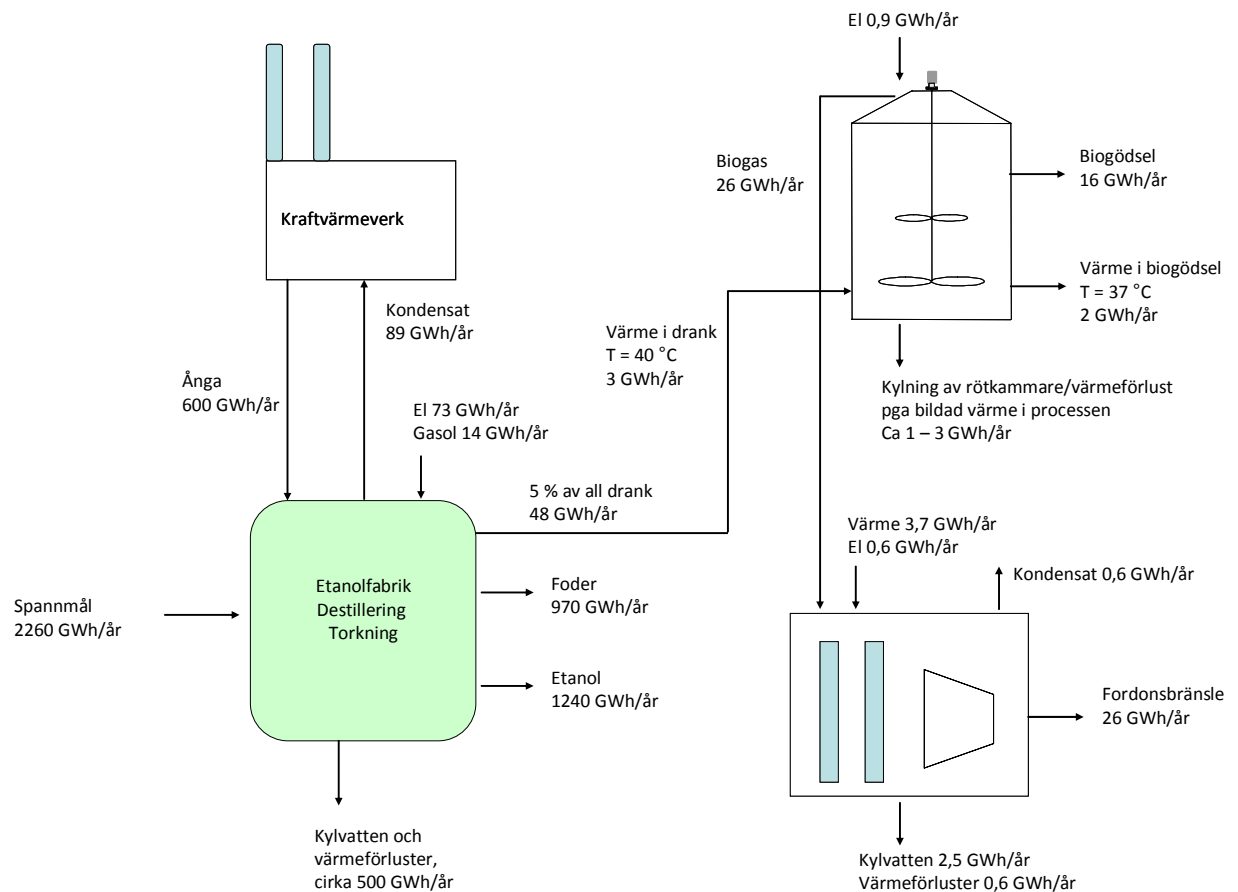 El 0,9 GWh/år
Biogas
26 GWh/år
Biogödsel
16 GWh/år
Kraftvärmeverk
Värme i biogödsel
T = 37 °C
2 GWh/år
Kondensat
89 GWh/år
Värme i drank
T = 40 °C
3 GWh/år
Ånga
600 GWh/år
Kylning av rötkammare/värmeförlust
pga bildad värme i processen
Ca 1 – 3 GWh/år
El 73 GWh/år
Gasol 14 GWh/år
5 % av all drank
48 GWh/år
Värme 3,7 GWh/år
El 0,6 GWh/år
Kondensat 0,6 GWh/år
Spannmål
2260 GWh/år
Etanolfabrik
Destillering
Torkning
Foder
970 GWh/år
Etanol
1240 GWh/år
Fordonsbränsle
26 GWh/år
Kylvatten och
värmeförluster,
cirka 500 GWh/år
Kylvatten 2,5 GWh/år
Värmeförluster 0,6 GWh/år